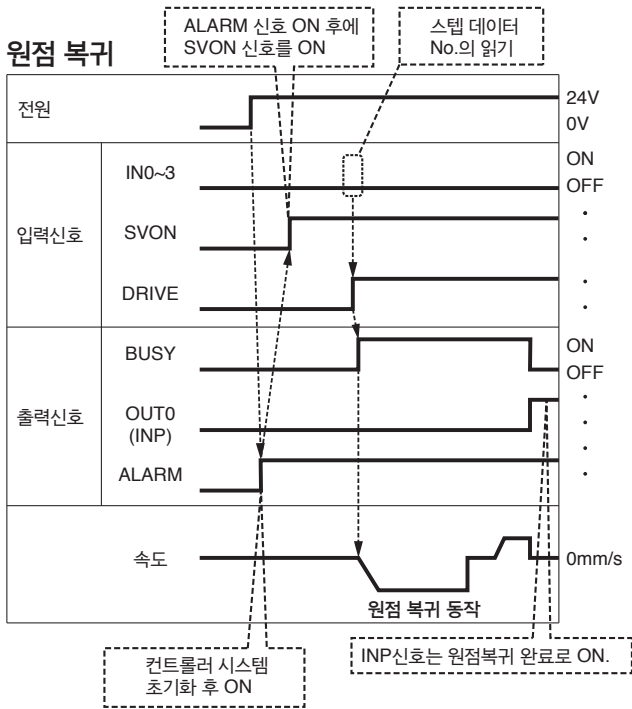 원점 복귀
ALARM 신호 ON 후에
SVON 신호를 ON
스텝 데이터
No.의 읽기
전원
24V
0V
입력신호
IN0~3
ON
OFF
SVON
DRIVE
출력신호
BUSY
ON
OFF
OUT0
(INP)
ALARM
속도
0mm/s
원점 복귀 동작
컨트롤러 시스템
초기화 후 ON
INP신호는 원점복귀 완료로 ON.